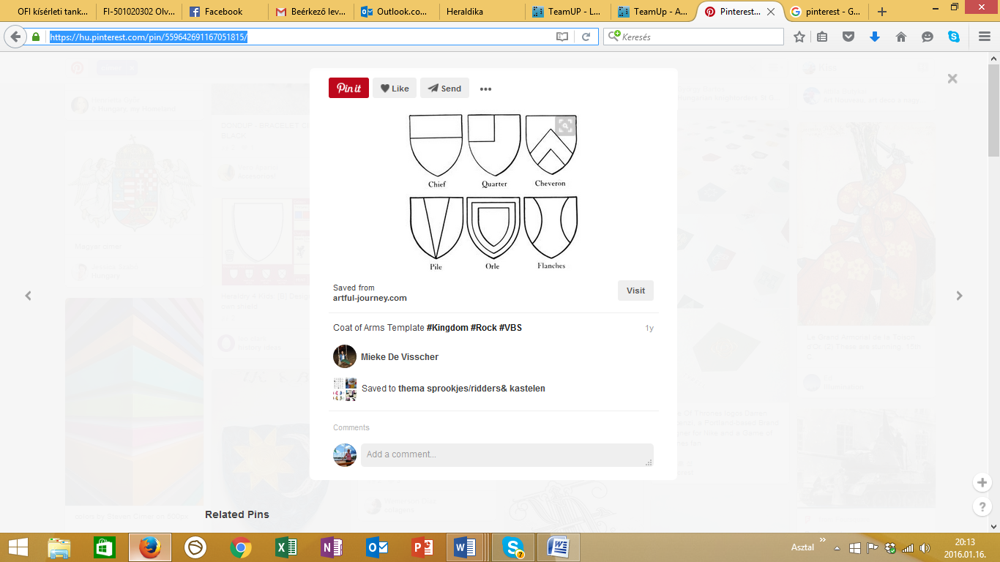 OFI kísérleti tank...
FI-501020302 Olv...
Facebook
Beérkező lev...
Outlook.co...
Heraldika
TeamUP - L...
TeamUp - A...
Pinterest...
pinterest - G...
https://hu.pinterest.com/pin/559642691167051815/
Keresés
Pin it
Like
Send
Chief
Quarter
Cheveron
Pile
Orle
Flanches
Saved from
artful-journey.com
Visit
Coat of Arms Template #Kingdom #Rock #VBS
1y
Mieke De Visscher
Saved to thema sprookjes/ridders& kastelen
Comments
Add a comment...
Related Pins
Asztal
20:13
2016.01.16.